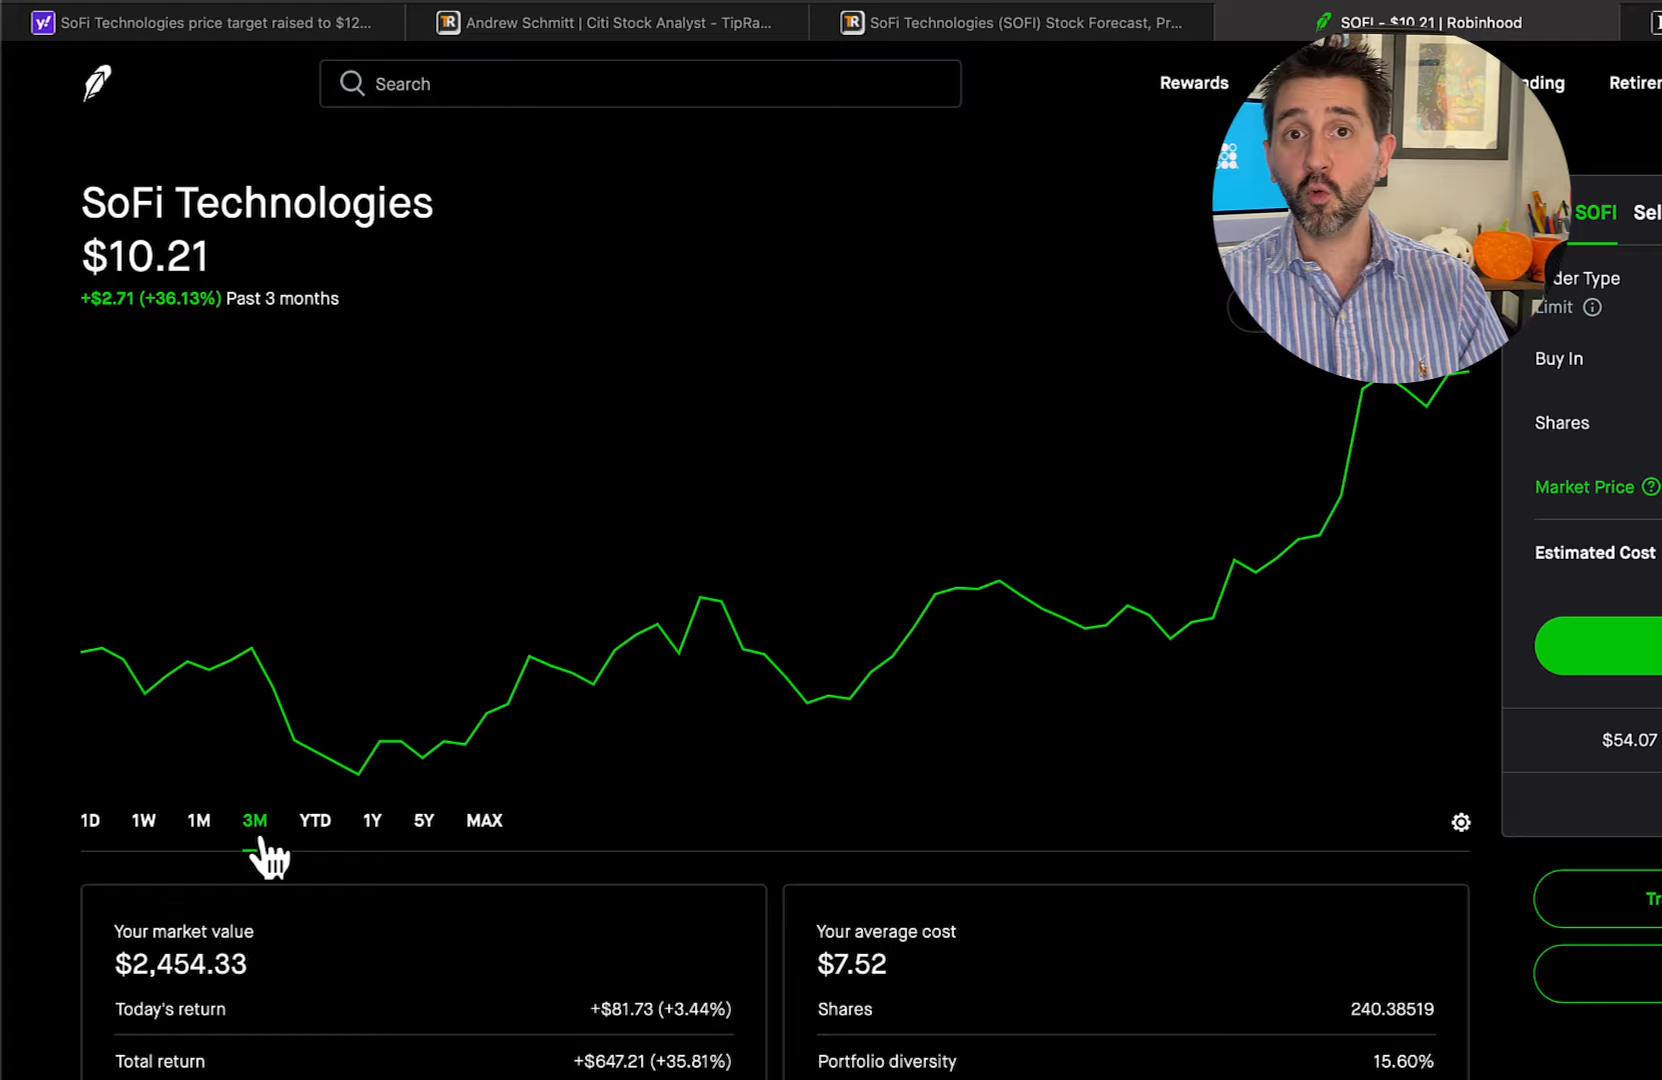 SoFi Technologies price target raised to $12...
Andrew Schmitt | Citi Stock Analyst - TipRa...
SoFi Technologies (SOFI) Stock Forecast, Pr...
SOFI - $10.21 | Robinhood
Search
Rewards
nding
Retirer
SoFi Technologies
$10.21
+$2.71 (+36.13%) Past 3 months
SOFI
Sel
der Type
Limit
Buy In
Shares
Market Price
Estimated Cost
$54.07
1D 1W 1M 3M YTD 1Y 5Y MAX
Tr
Your market value
$2,454.33
Today's return +$81.73 (+3.44%)
Total return +$647.21 (+35.81%)
Your average cost
$7.52
Shares 240.38519
Portfolio diversity 15.60%